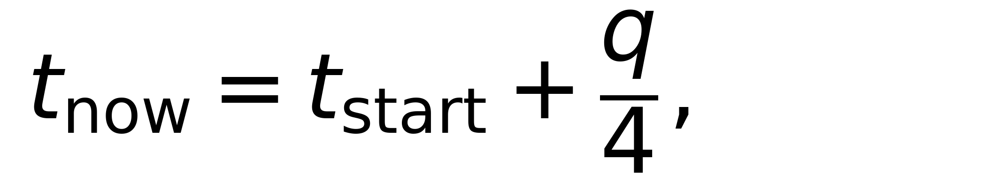 t_now = t_start + q/4,